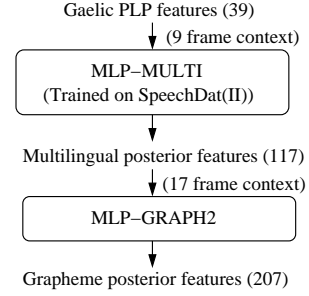 Gaelic PLP features (39)
(9 frame context)
MLP−MULTI
(Trained on SpeechDat(II))
Multilingual posterior features (117)
(17 frame context)
MLP−GRAPH2
Grapheme posterior features (207)